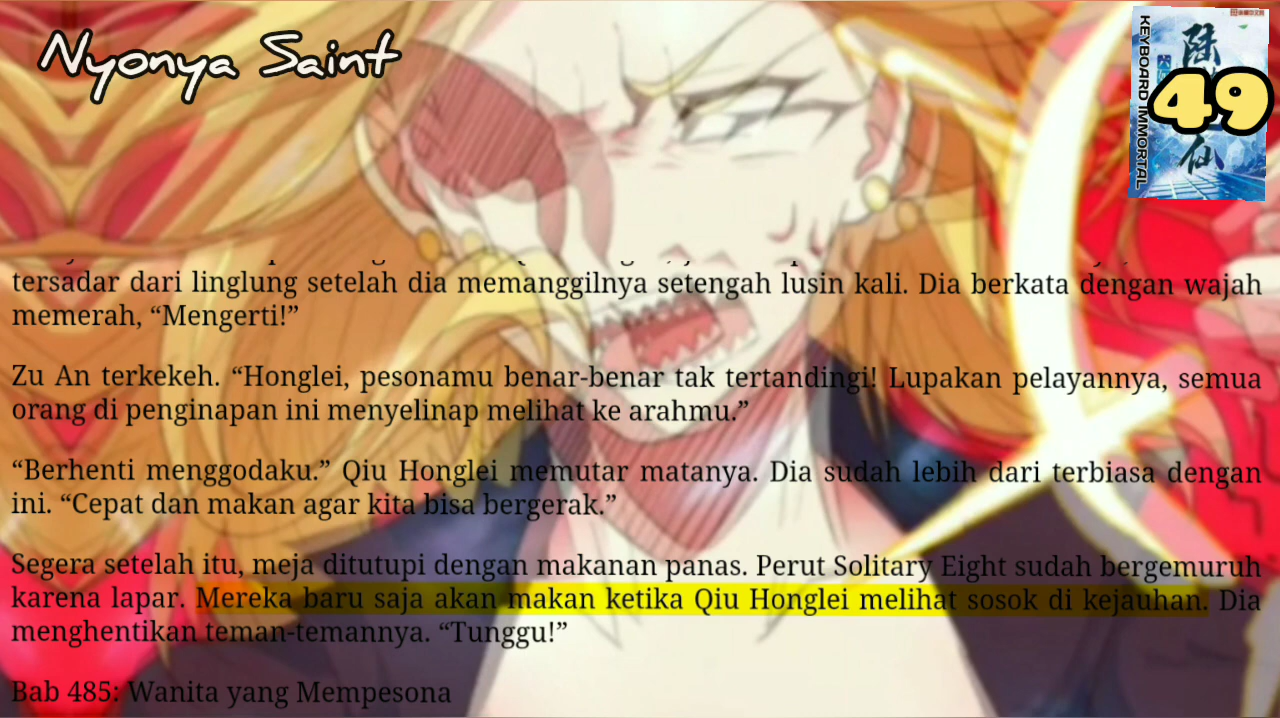 Nyonya Saint
KEYBOARD IMMORTAL
陆
仙
49
tersadar dari linglung setelah dia memanggilnya setengah lusin kali. Dia berkata dengan wajah
memerah, “Mengerti!”
Zu An terkekeh. “Honglei, pesonamu benar-benar tak tertandingi! Lupakan pelayannya, semua
orang di penginapan ini menyelinap melihat ke arahmu.”
“Berhenti menggodaku.” Qiu Honglei memutar matanya. Dia sudah lebih dari terbiasa dengan
ini. “Cepat dan makan agar kita bisa bergerak.”
Segera setelah itu, meja ditutupi dengan makanan panas. Perut Solitary Eight sudah bergemuruh
karena lapar. Mereka baru saja akan makan ketika Qiu Honglei melihat sosok di kejauhan. Dia
menghentikan teman-temannya. “Tunggu!”
Bab 485: Wanita yang Mempesona